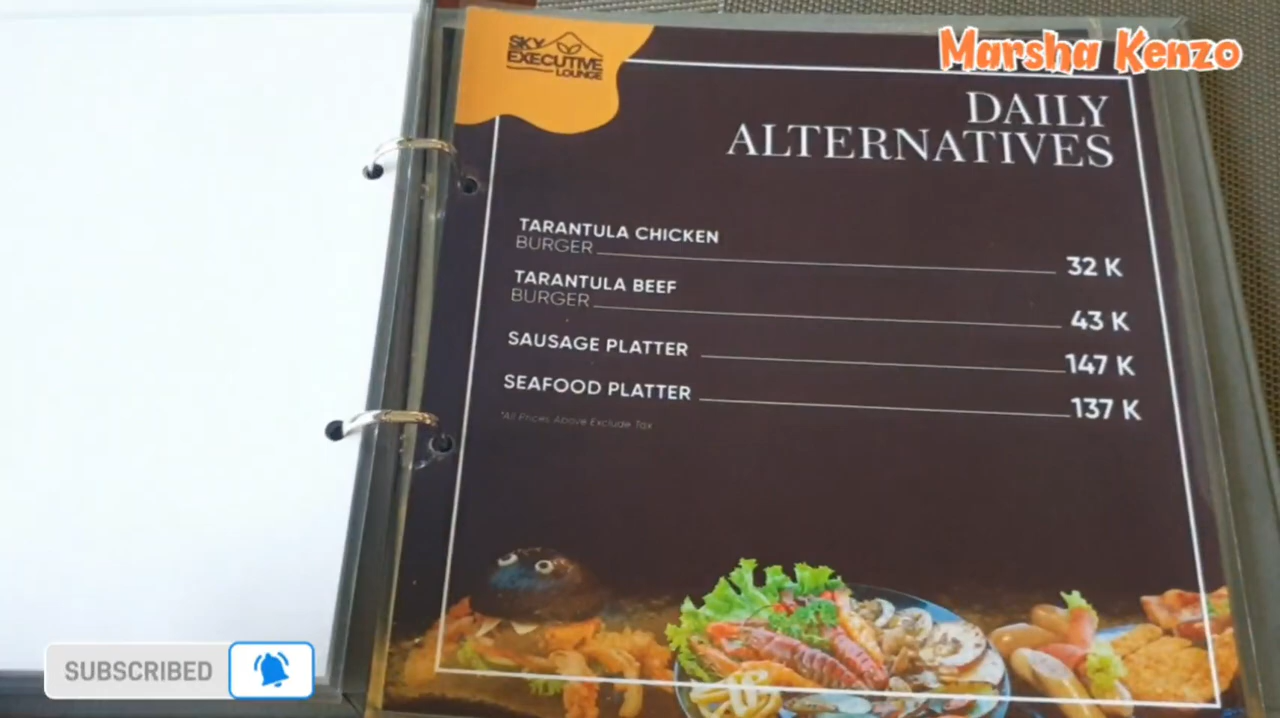 Marsha Kenzo
SKY
EXECUTIVE
LOUNGE
DAILY
ALTERNATIVES
TARANTULA CHICKEN
BURGER 32 K
TARANTULA BEEF
BURGER 43 K
SAUSAGE PLATTER 147 K
SEAFOOD PLATTER 137 K
*All Prices Above Exclude Tax
SUBSCRIBED